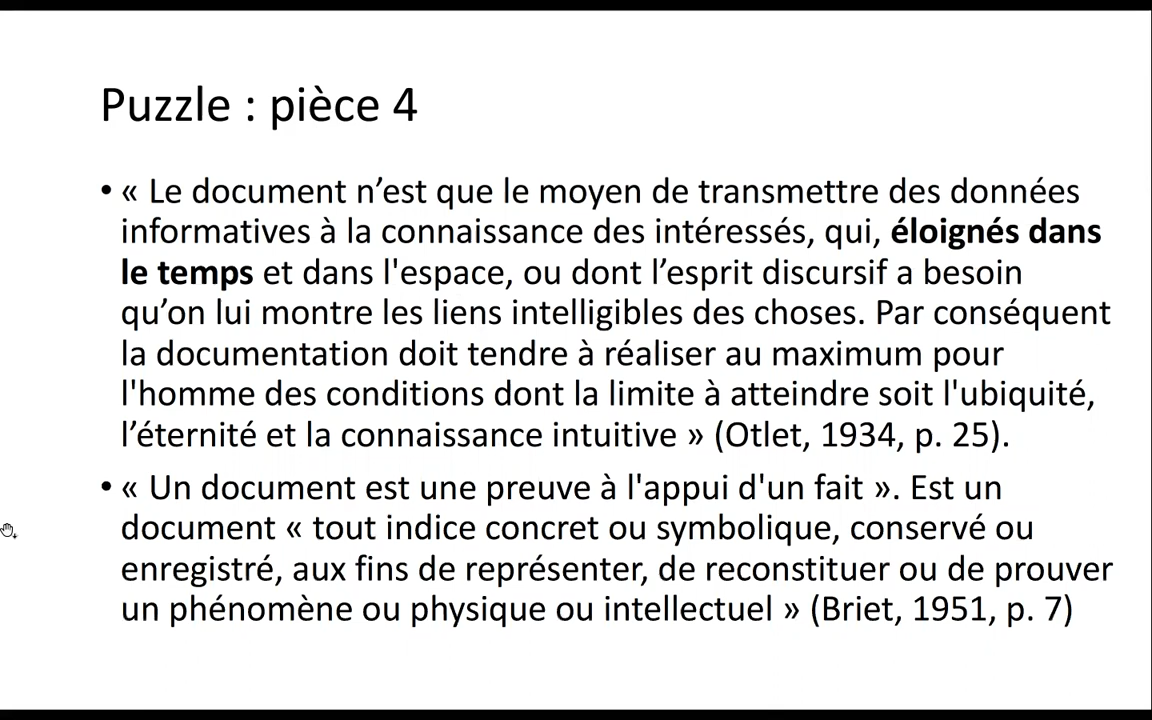 Puzzle : pièce 4
• « Le document n’est que le moyen de transmettre des données
informatives à la connaissance des intéressés, qui, éloignés dans
le temps et dans l'espace, ou dont l’esprit discursif a besoin
qu’on lui montre les liens intelligibles des choses. Par conséquent
la documentation doit tendre à réaliser au maximum pour
l'homme des conditions dont la limite à atteindre soit l'ubiquité,
l’éternité et la connaissance intuitive » (Otlet, 1934, p. 25).
• « Un document est une preuve à l'appui d'un fait ». Est un
document « tout indice concret ou symbolique, conservé ou
enregistré, aux fins de représenter, de reconstituer ou de prouver
un phénomène ou physique ou intellectuel » (Briet, 1951, p. 7)